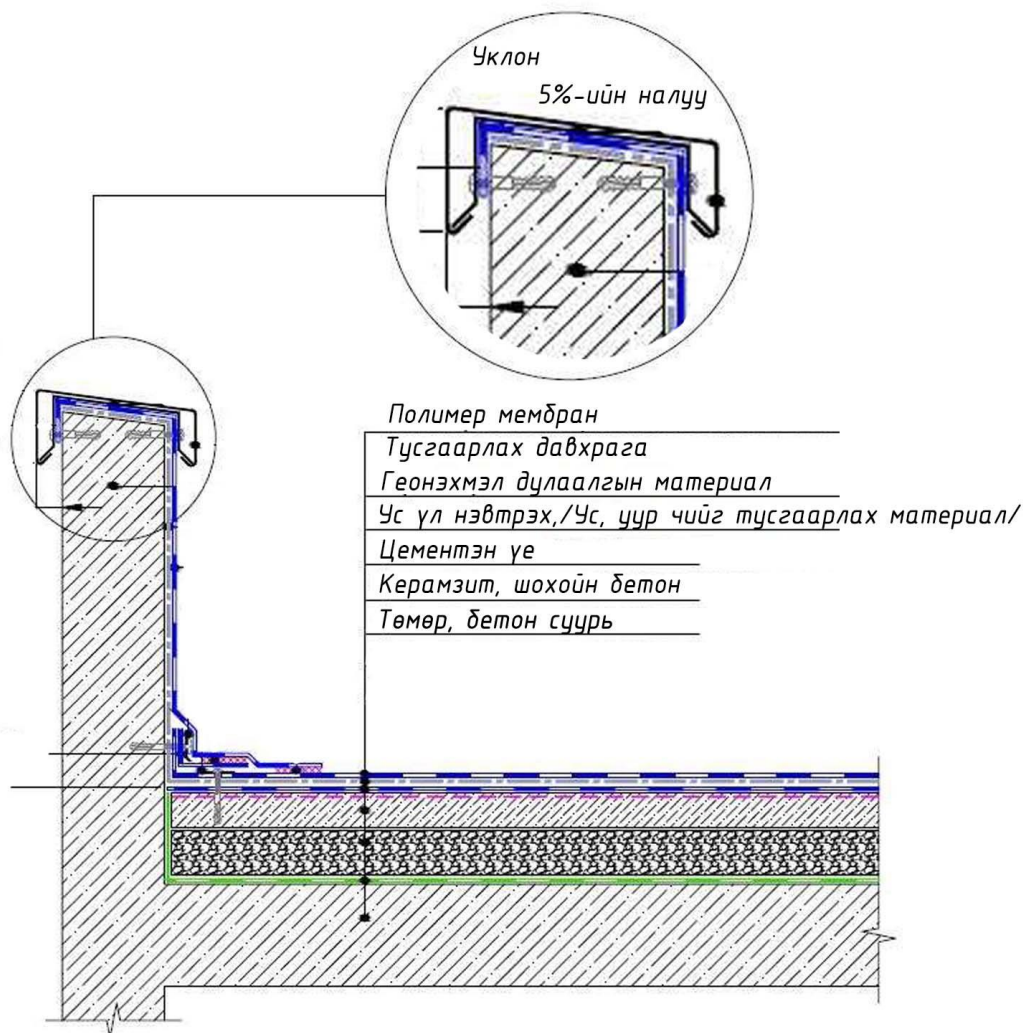 Уклон
5%-ийн налуу
Полимер мембран
Тусгаарлах давхрага
Геонэхмэл дулаалгын материал
Ус үл нэвтрэх,/Ус, уур чийг тусгаарлах материал/
Цементэн үе
Керамзит, шохойн бетон
Төмөр, бетон суурь